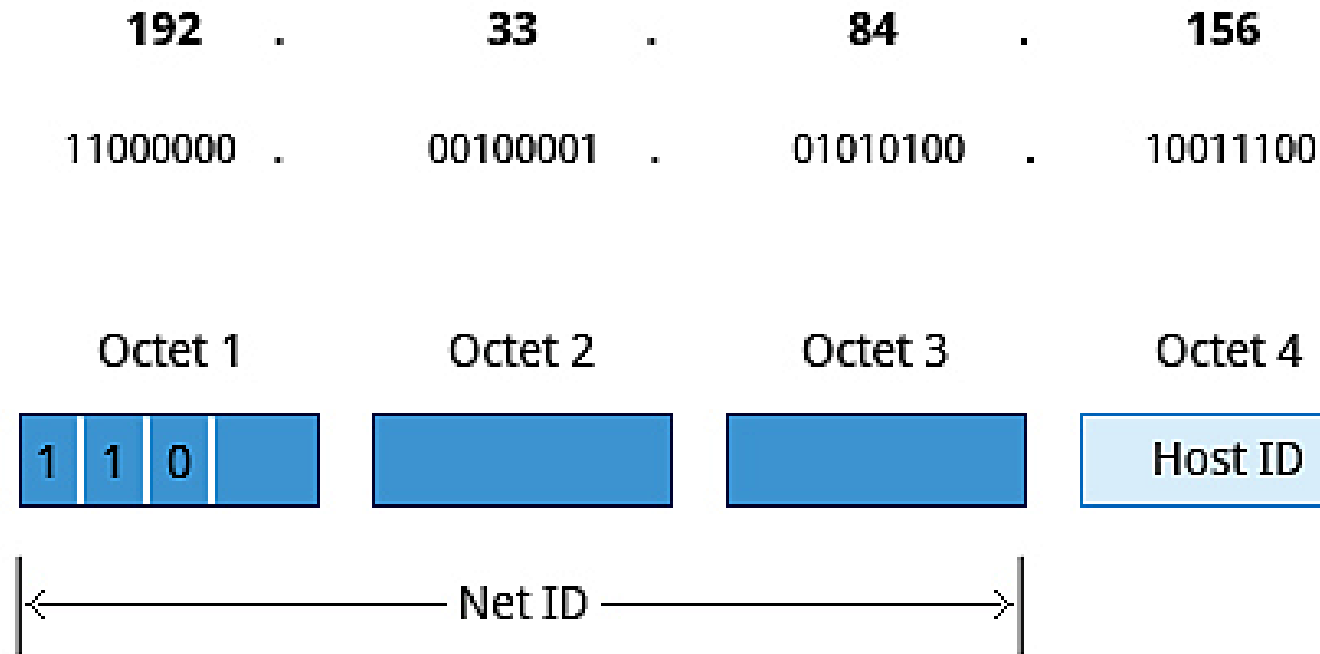 192 . 33 . 84 . 156
11000000 . 00100001 . 01010100 . 10011100
Octet 1 Octet 2 Octet 3 Octet 4
1 1 0 Host ID
Net ID